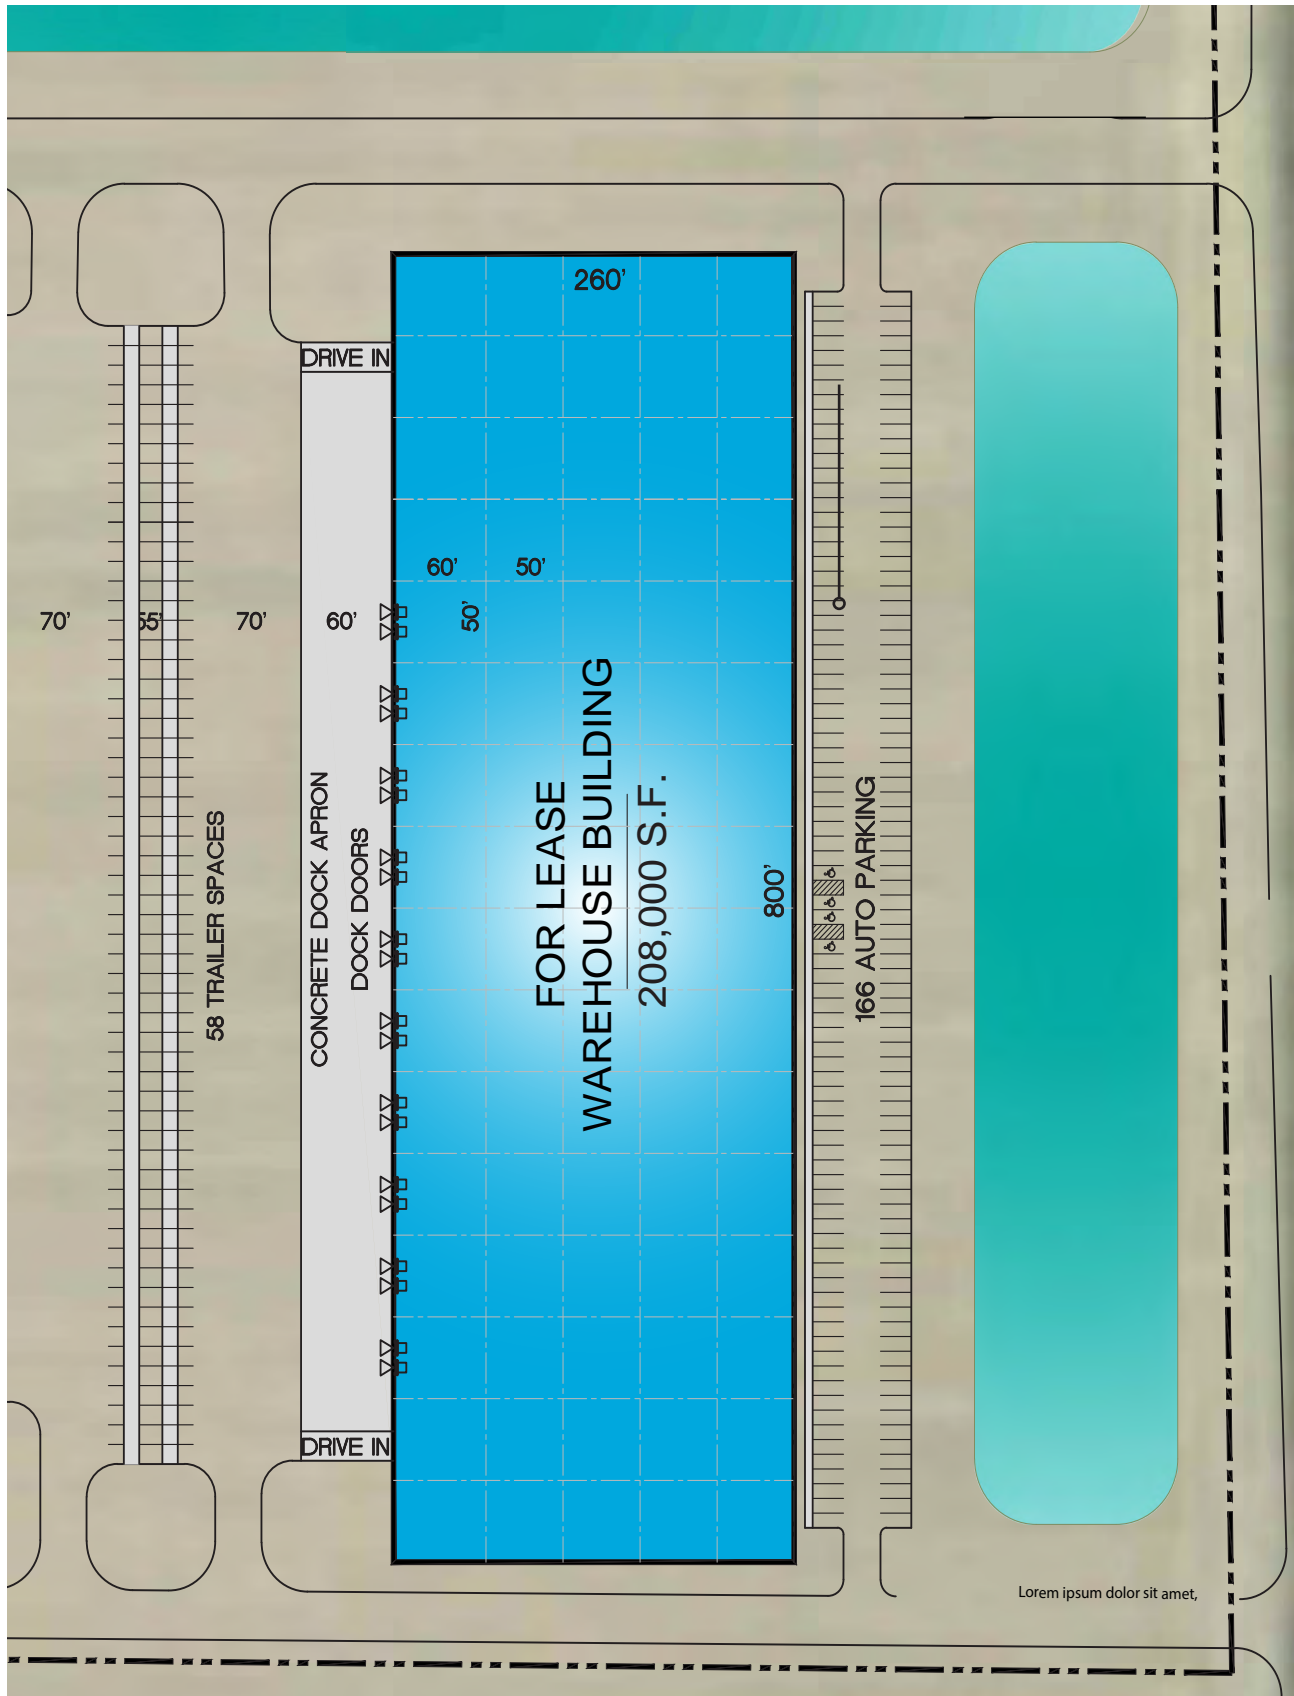 260'
DRIVE IN
60'
50'
50'
70'
55'
70'
60'
58 TRAILER SPACES
CONCRETE DOCK APRON
DOCK DOORS
FOR LEASE
WAREHOUSE BUILDING
208,000 S.F.
800'
166 AUTO PARKING
DRIVE IN
Lorem ipsum dolor sit amet,